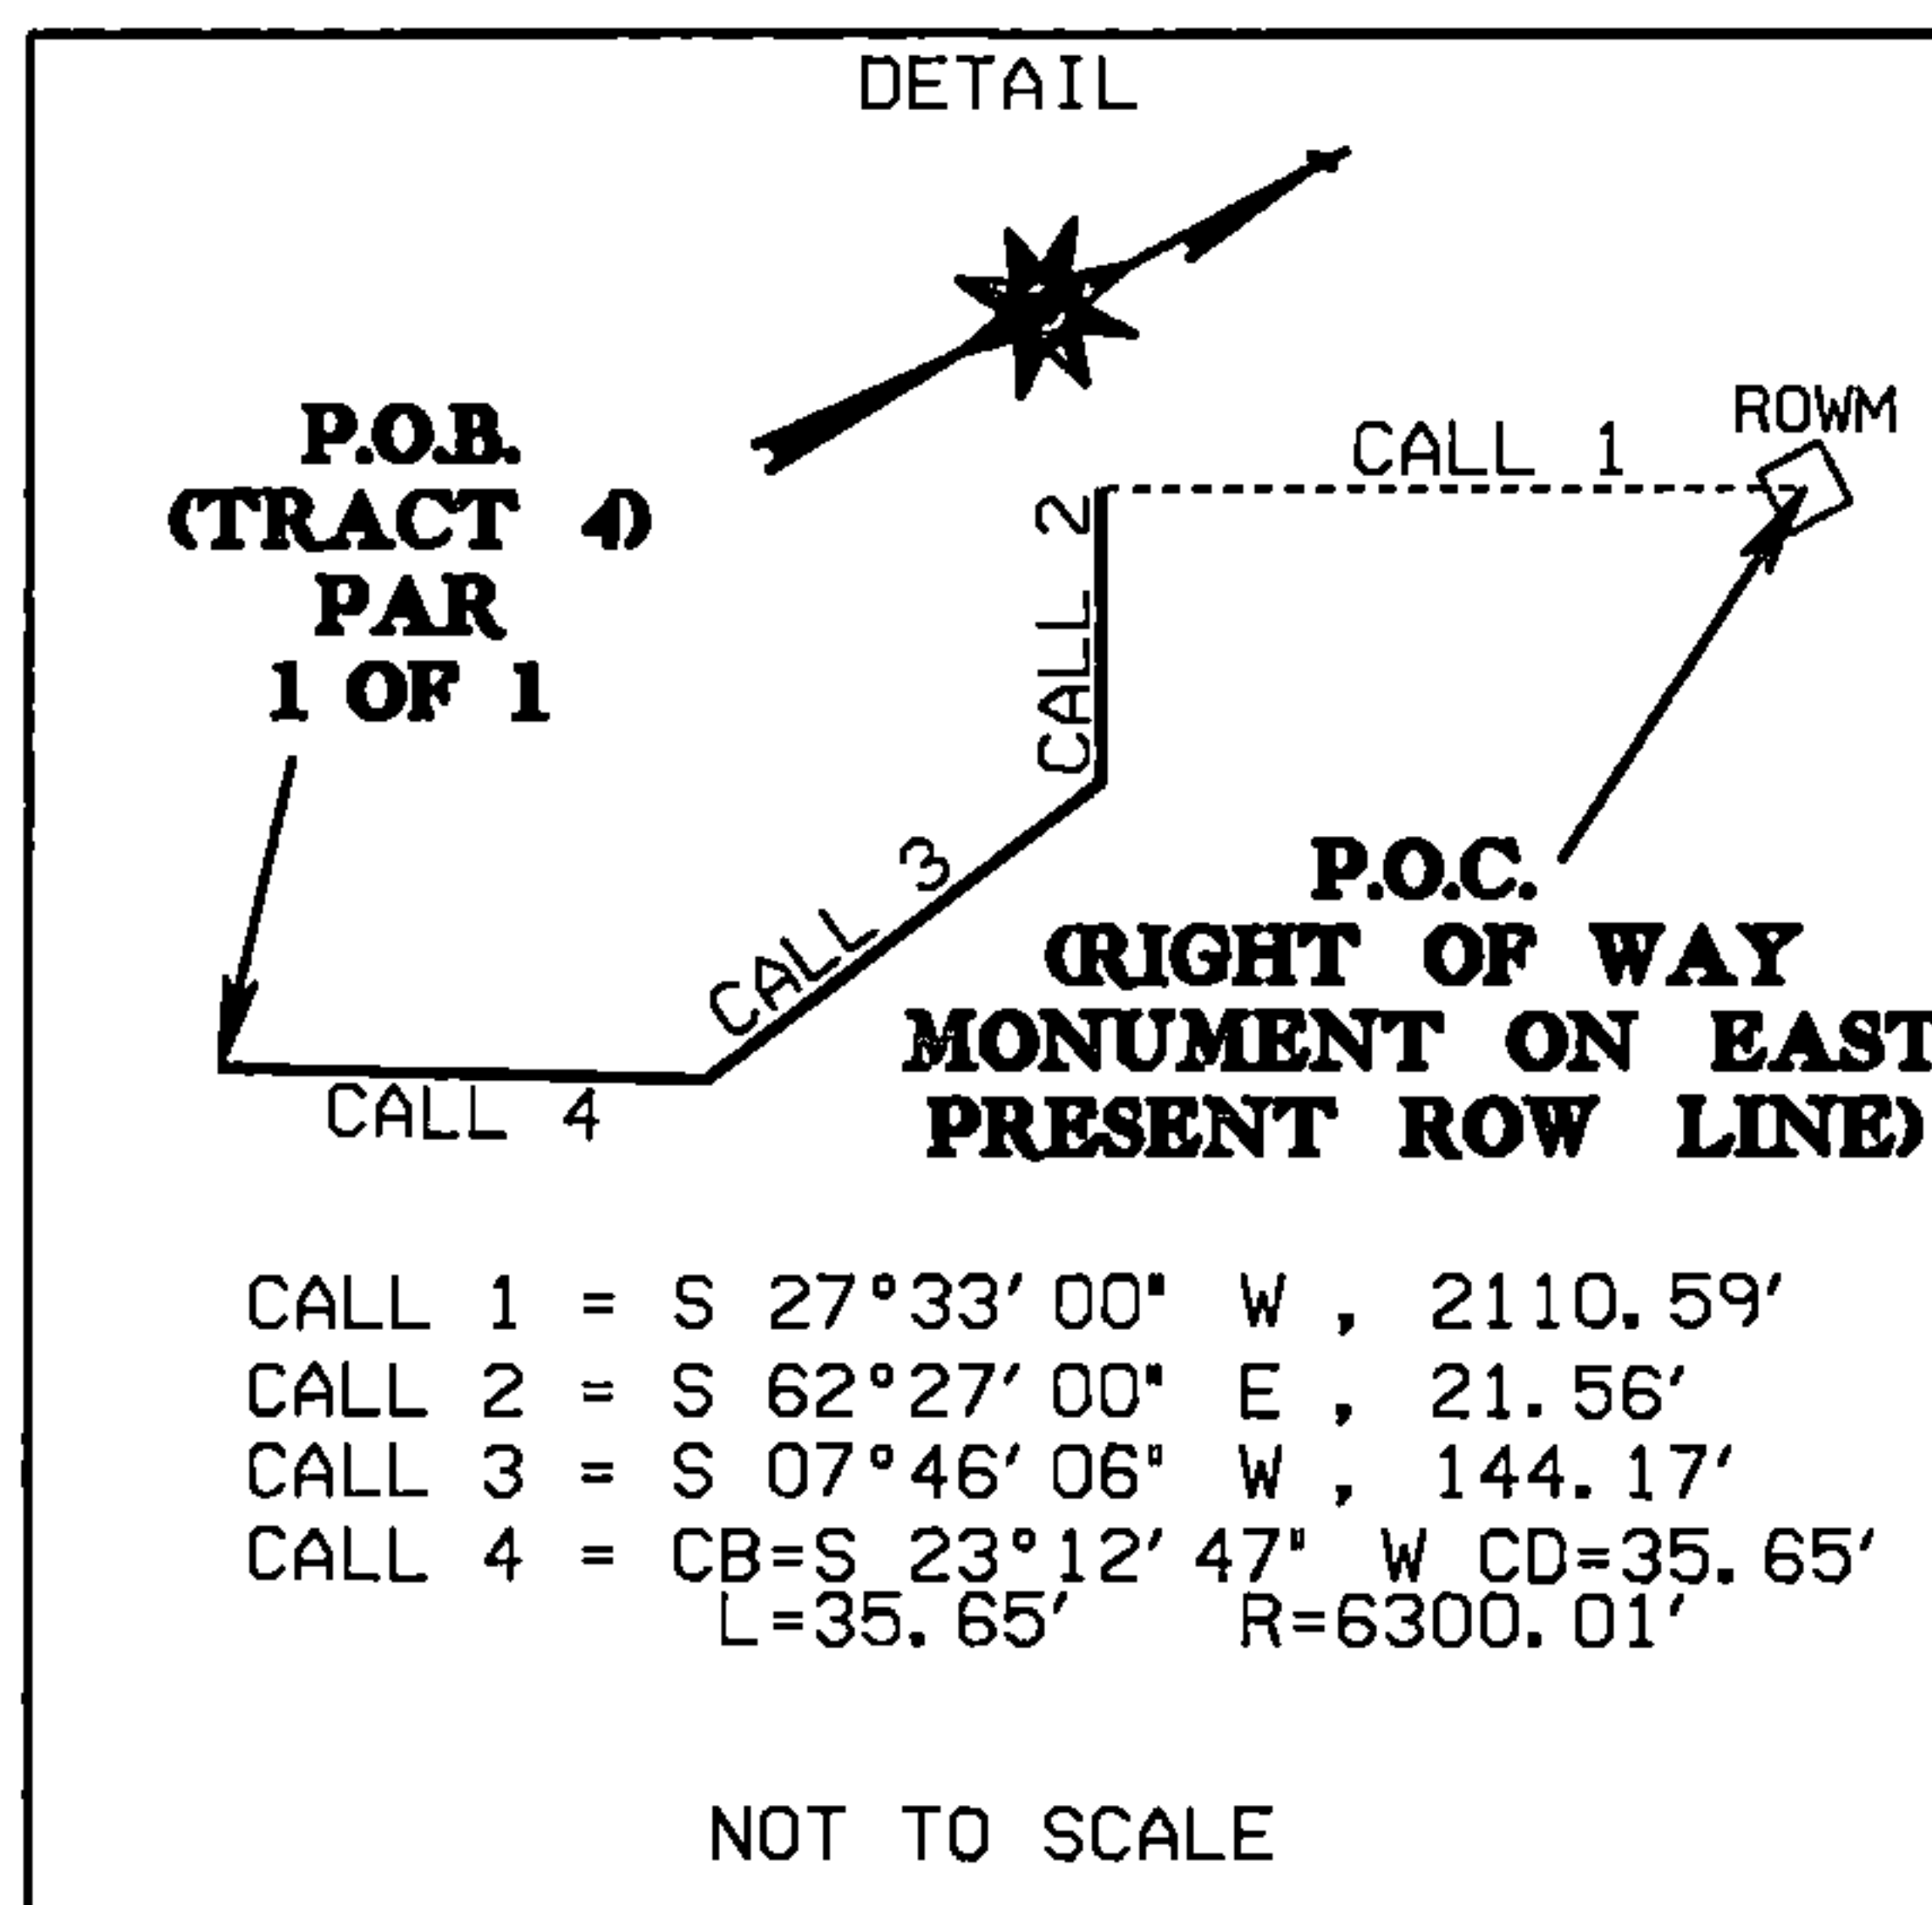 DETAIL
P.O.B.
(TRACT 4)
PAR
1 OF 1
ROWM
CALL 1
CALL 2
CALL 3
CALL 4
P.O.C.
(RIGHT OF WAY
MONUMENT ON EAST
PRESENT ROW LINE)
CALL 1 = S 27°33'00" W , 2110.59'
CALL 2 = S 62°27'00" E , 21.56'
CALL 3 = S 07°46'06" W , 144.17'
CALL 4 = CB=S 23°12'47" W CD=35.65'
L=35.65' R=6300.01'
NOT TO SCALE